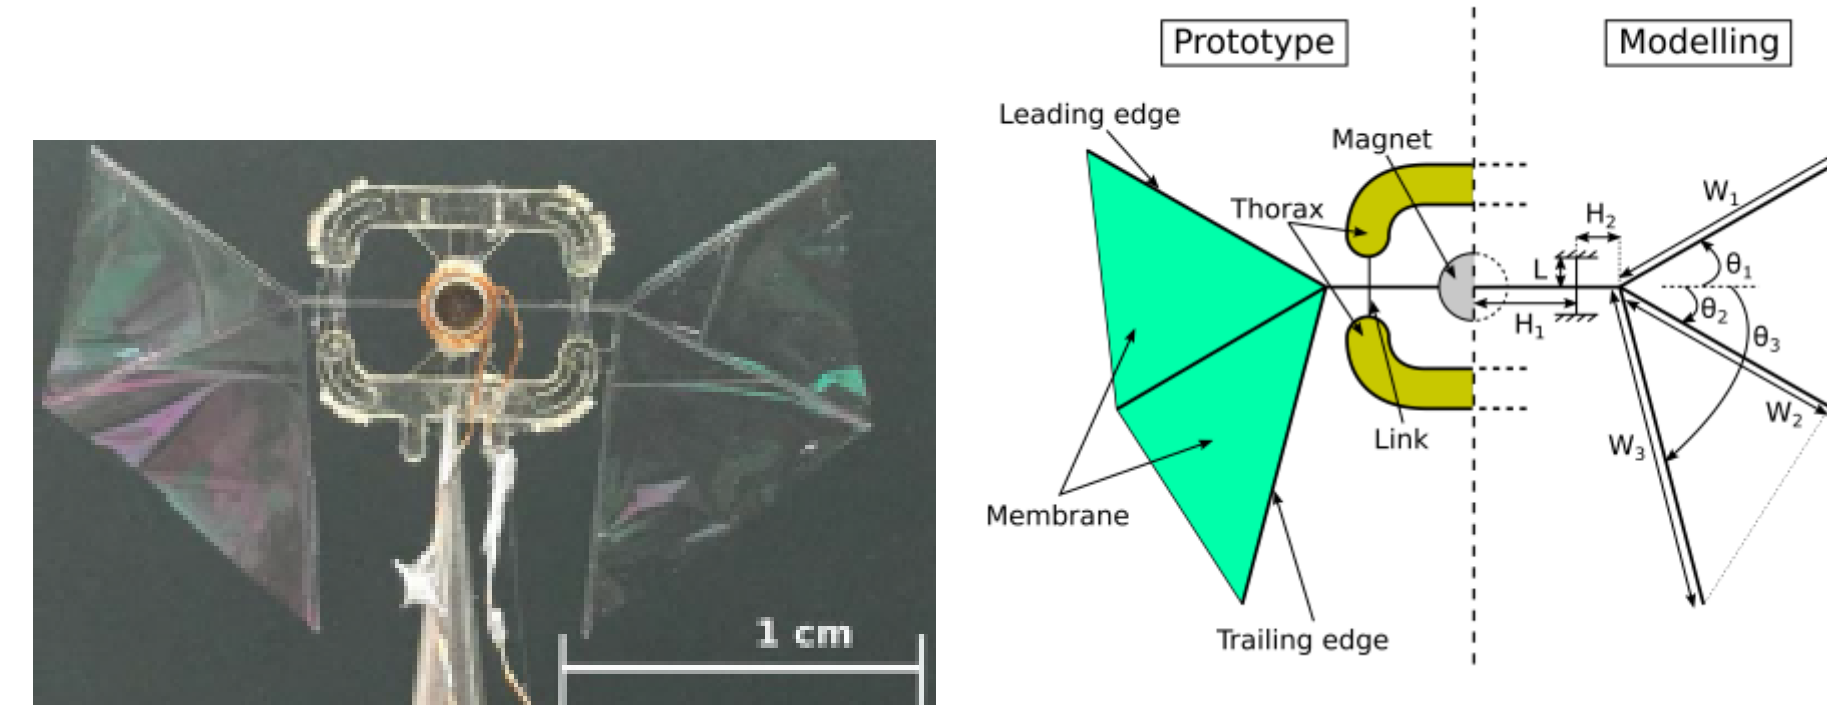 Prototype
Modelling
Leading edge
Magnet
Thorax
W₁
H₂
L
θ₁
H₁
θ₂
θ₃
W₂
Link
W₃
Membrane
Trailing edge
1 cm